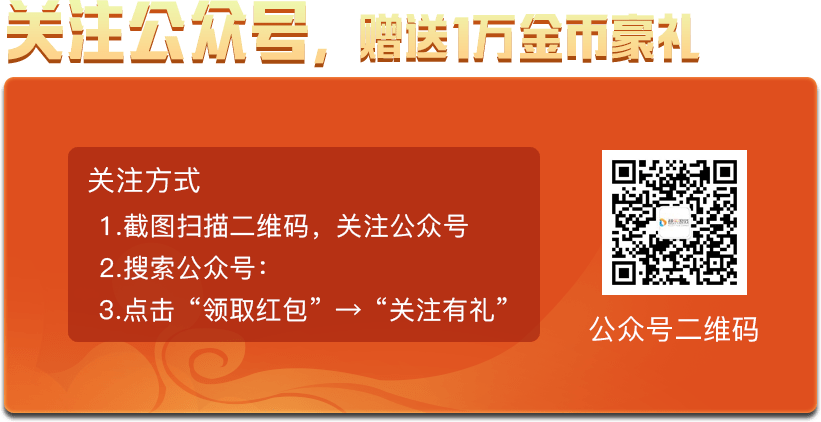 关注公众号，赠送1万金币豪礼
关注方式
1.截图扫描二维码，关注公众号
2.搜索公众号：
3.点击“领取红包”→“关注有礼”
公众号二维码